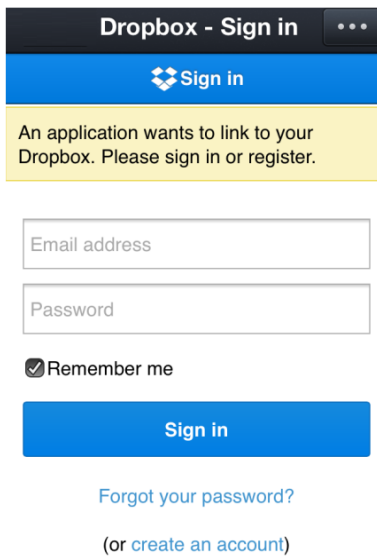 Dropbox - Sign in
Sign in
An application wants to link to your
Dropbox. Please sign in or register.
Email address
Password
Remember me
Sign in
Forgot your password?
(or create an account)